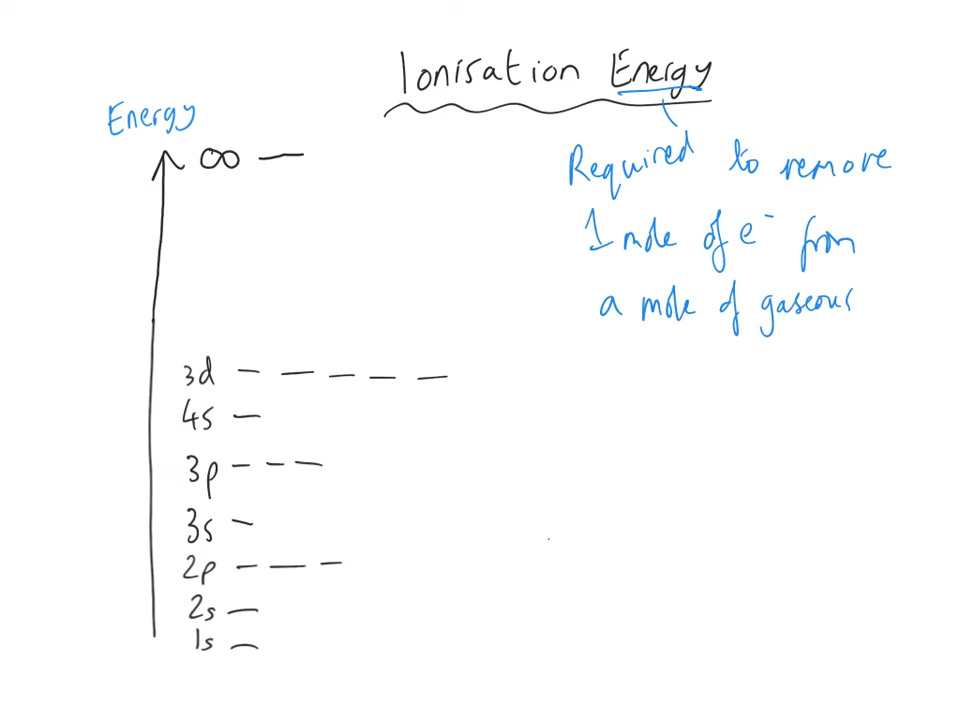 Ionisation Energy
Energy
∞
Required to remove
1 mole of e⁻ from
a mole of gaseous
3d
4s
3p
3s
2p
2s
1s